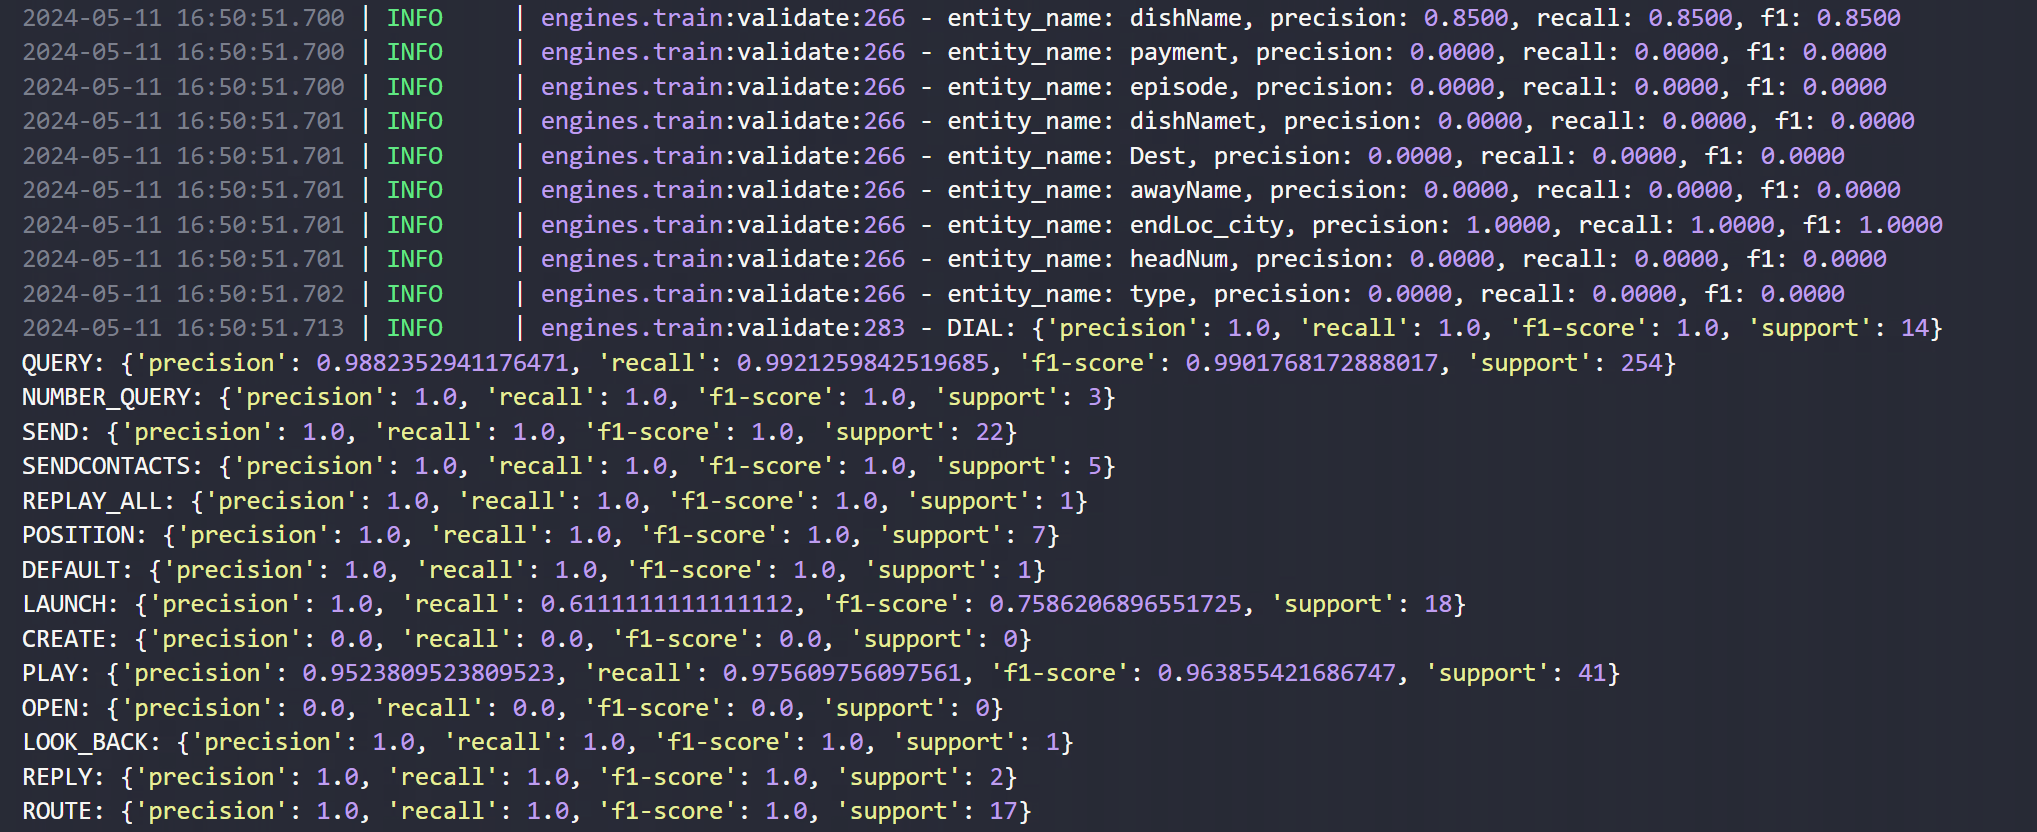 2024-05-11 16:50:51.700 | INFO     | engines.train:validate:266 - entity_name: dishName, precision: 0.8500, recall: 0.8500, f1: 0.8500
2024-05-11 16:50:51.700 | INFO     | engines.train:validate:266 - entity_name: payment, precision: 0.0000, recall: 0.0000, f1: 0.0000
2024-05-11 16:50:51.700 | INFO     | engines.train:validate:266 - entity_name: episode, precision: 0.0000, recall: 0.0000, f1: 0.0000
2024-05-11 16:50:51.701 | INFO     | engines.train:validate:266 - entity_name: dishNamet, precision: 0.0000, recall: 0.0000, f1: 0.0000
2024-05-11 16:50:51.701 | INFO     | engines.train:validate:266 - entity_name: Dest, precision: 0.0000, recall: 0.0000, f1: 0.0000
2024-05-11 16:50:51.701 | INFO     | engines.train:validate:266 - entity_name: awayName, precision: 0.0000, recall: 0.0000, f1: 0.0000
2024-05-11 16:50:51.701 | INFO     | engines.train:validate:266 - entity_name: endLoc_city, precision: 1.0000, recall: 1.0000, f1: 1.0000
2024-05-11 16:50:51.701 | INFO     | engines.train:validate:266 - entity_name: headNum, precision: 0.0000, recall: 0.0000, f1: 0.0000
2024-05-11 16:50:51.702 | INFO     | engines.train:validate:266 - entity_name: type, precision: 0.0000, recall: 0.0000, f1: 0.0000
2024-05-11 16:50:51.713 | INFO     | engines.train:validate:283 - DIAL: {'precision': 1.0, 'recall': 1.0, 'f1-score': 1.0, 'support': 14}
QUERY: {'precision': 0.9882352941176471, 'recall': 0.9921259842519685, 'f1-score': 0.9901768172888017, 'support': 254}
NUMBER_QUERY: {'precision': 1.0, 'recall': 1.0, 'f1-score': 1.0, 'support': 3}
SEND: {'precision': 1.0, 'recall': 1.0, 'f1-score': 1.0, 'support': 22}
SENDCONTACTS: {'precision': 1.0, 'recall': 1.0, 'f1-score': 1.0, 'support': 5}
REPLAY_ALL: {'precision': 1.0, 'recall': 1.0, 'f1-score': 1.0, 'support': 1}
POSITION: {'precision': 1.0, 'recall': 1.0, 'f1-score': 1.0, 'support': 7}
DEFAULT: {'precision': 1.0, 'recall': 1.0, 'f1-score': 1.0, 'support': 1}
LAUNCH: {'precision': 1.0, 'recall': 0.6111111111111112, 'f1-score': 0.7586206896551725, 'support': 18}
CREATE: {'precision': 0.0, 'recall': 0.0, 'f1-score': 0.0, 'support': 0}
PLAY: {'precision': 0.9523809523809523, 'recall': 0.975609756097561, 'f1-score': 0.963855421686747, 'support': 41}
OPEN: {'precision': 0.0, 'recall': 0.0, 'f1-score': 0.0, 'support': 0}
LOOK_BACK: {'precision': 1.0, 'recall': 1.0, 'f1-score': 1.0, 'support': 1}
REPLY: {'precision': 1.0, 'recall': 1.0, 'f1-score': 1.0, 'support': 2}
ROUTE: {'precision': 1.0, 'recall': 1.0, 'f1-score': 1.0, 'support': 17}